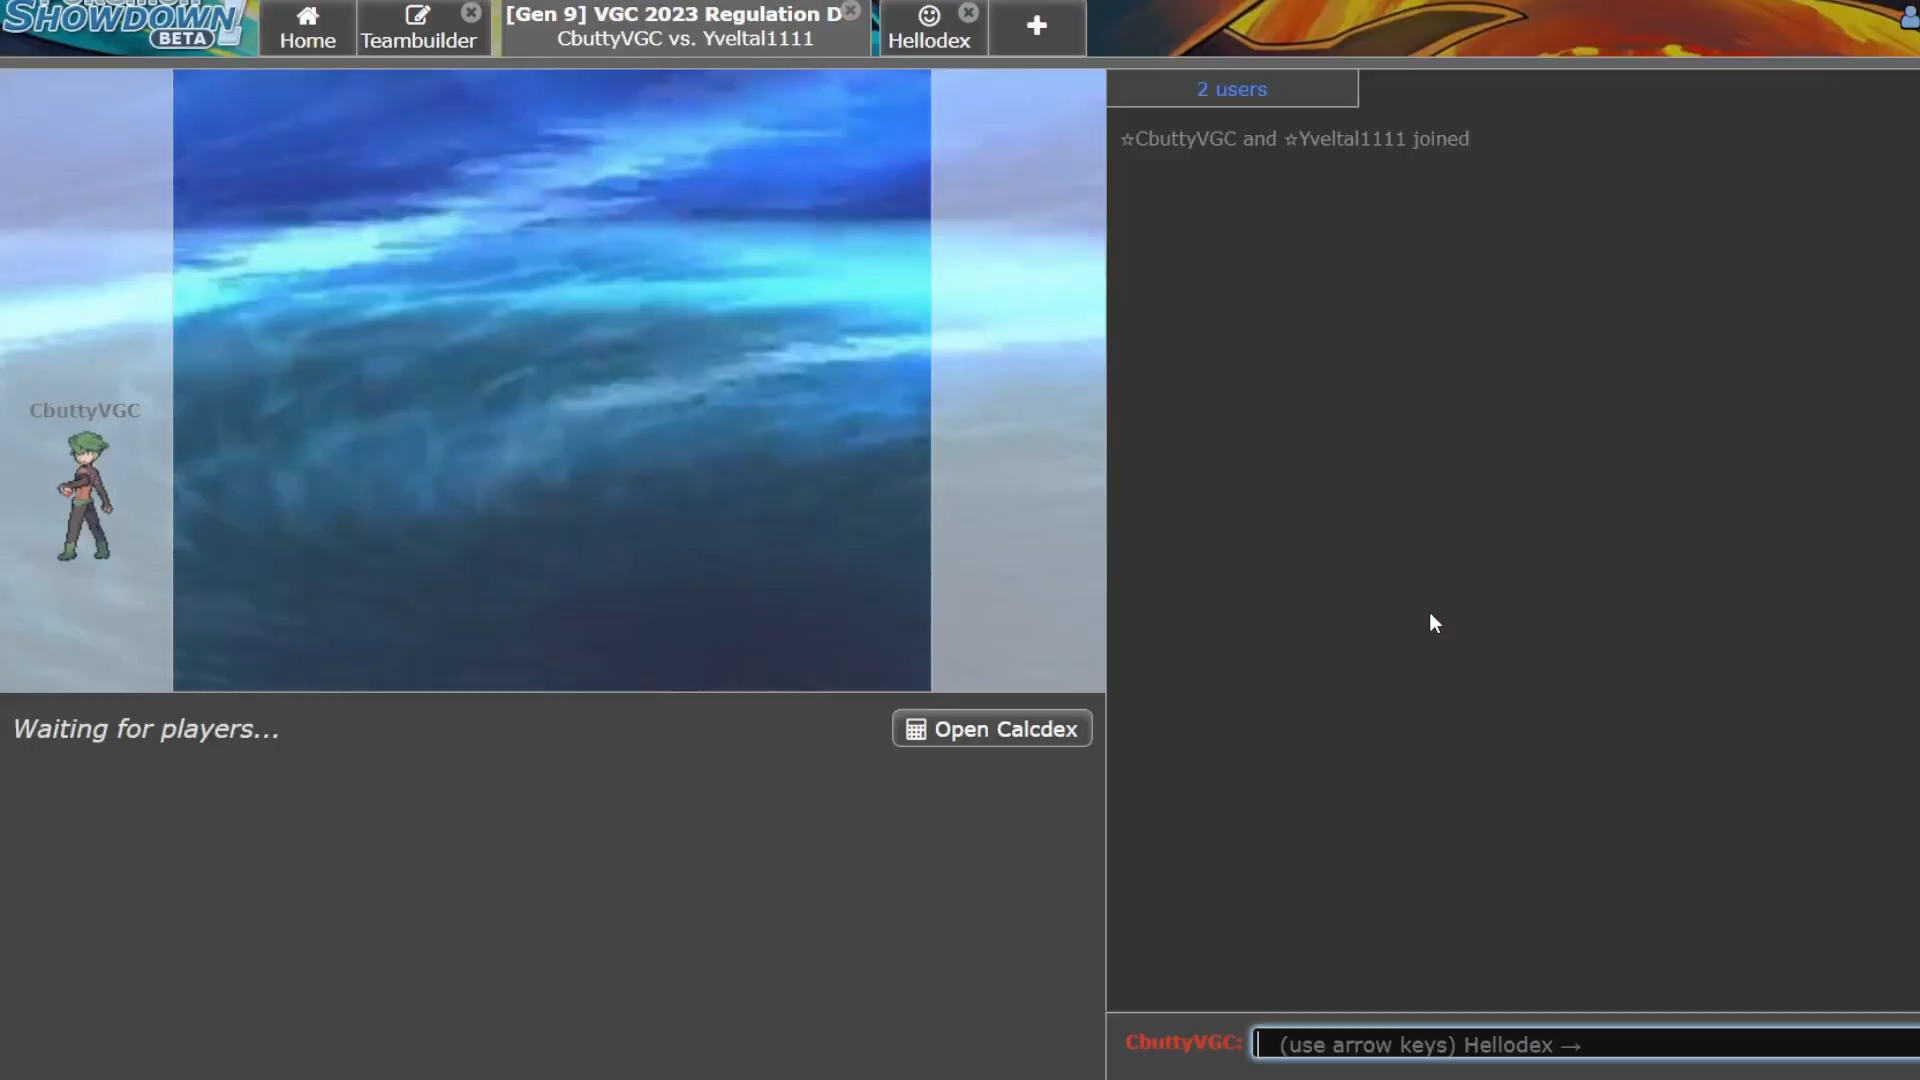 SHOWDOWN
BETA
Home
Teambuilder
[Gen 9] VGC 2023 Regulation D
CbuttyVGC vs. Yveltal1111
Hellodex
2 users
☆CbuttyVGC and ☆Yveltal1111 joined
CbuttyVGC
Waiting for players...
Open Calcdex
CbuttyVGC:
(use arrow keys) Hellodex →